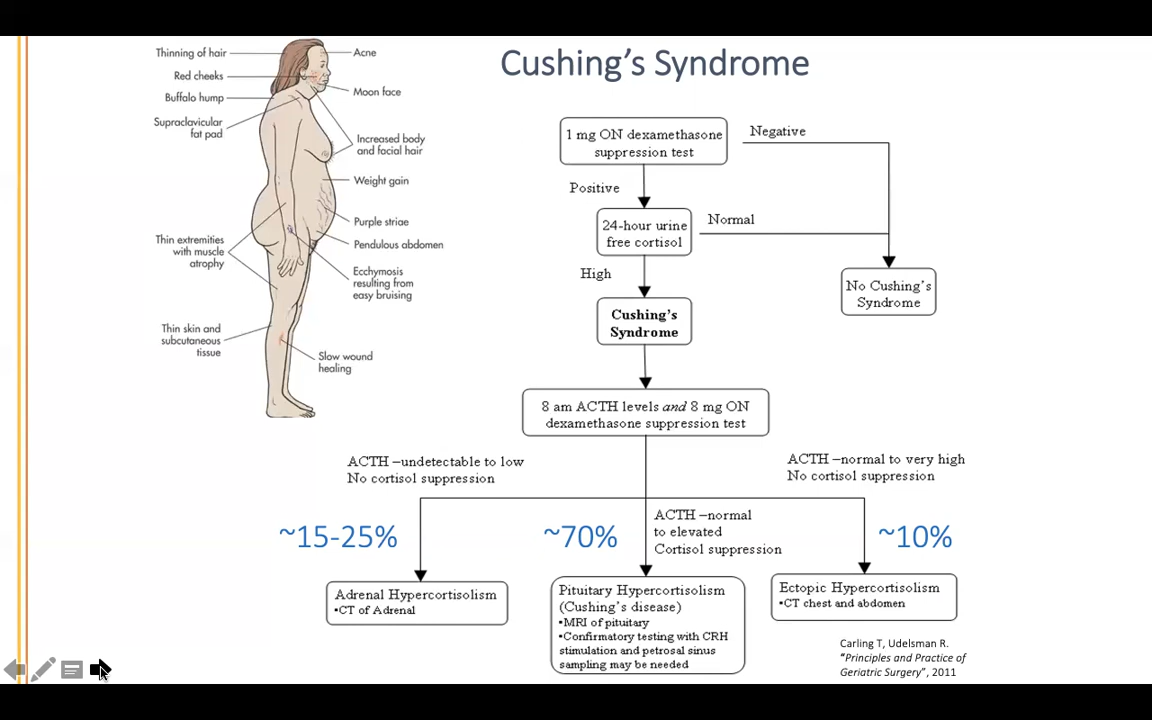 Cushing's Syndrome
Thinning of hair
Red cheeks
Buffalo hump
Supraclavicular
fat pad
Thin extremities
with muscle
atrophy
Thin skin and
subcutaneous
tissue
Acne
Moon face
Increased body
and facial hair
Weight gain
Purple striae
Pendulous abdomen
Ecchymosis
resulting from
easy bruising
Slow wound
healing
1 mg ON dexamethasone
suppression test
Negative
Positive
24-hour urine
free cortisol
Normal
High
No Cushing's
Syndrome
Cushing's
Syndrome
8 am ACTH levels and 8 mg ON
dexamethasone suppression test
ACTH –undetectable to low
No cortisol suppression
ACTH –normal to very high
No cortisol suppression
ACTH –normal
to elevated
Cortisol suppression
~15-25%
~70%
~10%
Adrenal Hypercortisolism
•CT of Adrenal
Pituitary Hypercortisolism
(Cushing's disease)
•MRI of pituitary
•Confirmatory testing with CRH
stimulation and petrosal sinus
sampling may be needed
Ectopic Hypercortisolism
•CT chest and abdomen
Carling T, Udelsman R.
"Principles and Practice of
Geriatric Surgery", 2011